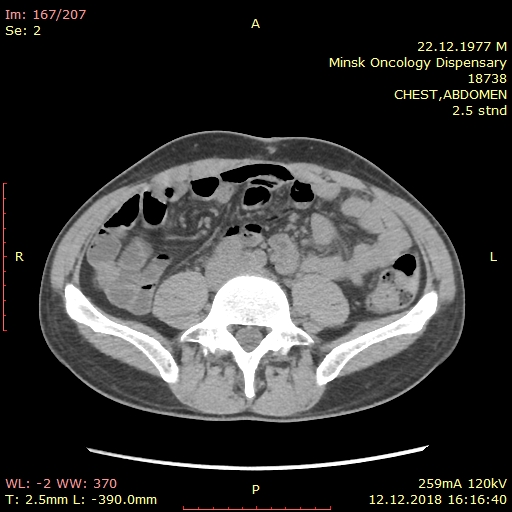 Im: 167/207
Se: 2
A
22.12.1977 M
Minsk Oncology Dispensary
18738
CHEST,ABDOMEN
2.5 stnd
R
L
WL: -2 WW: 370
T: 2.5mm L: -390.0mm
P
259mA 120kV
12.12.2018 16:16:40